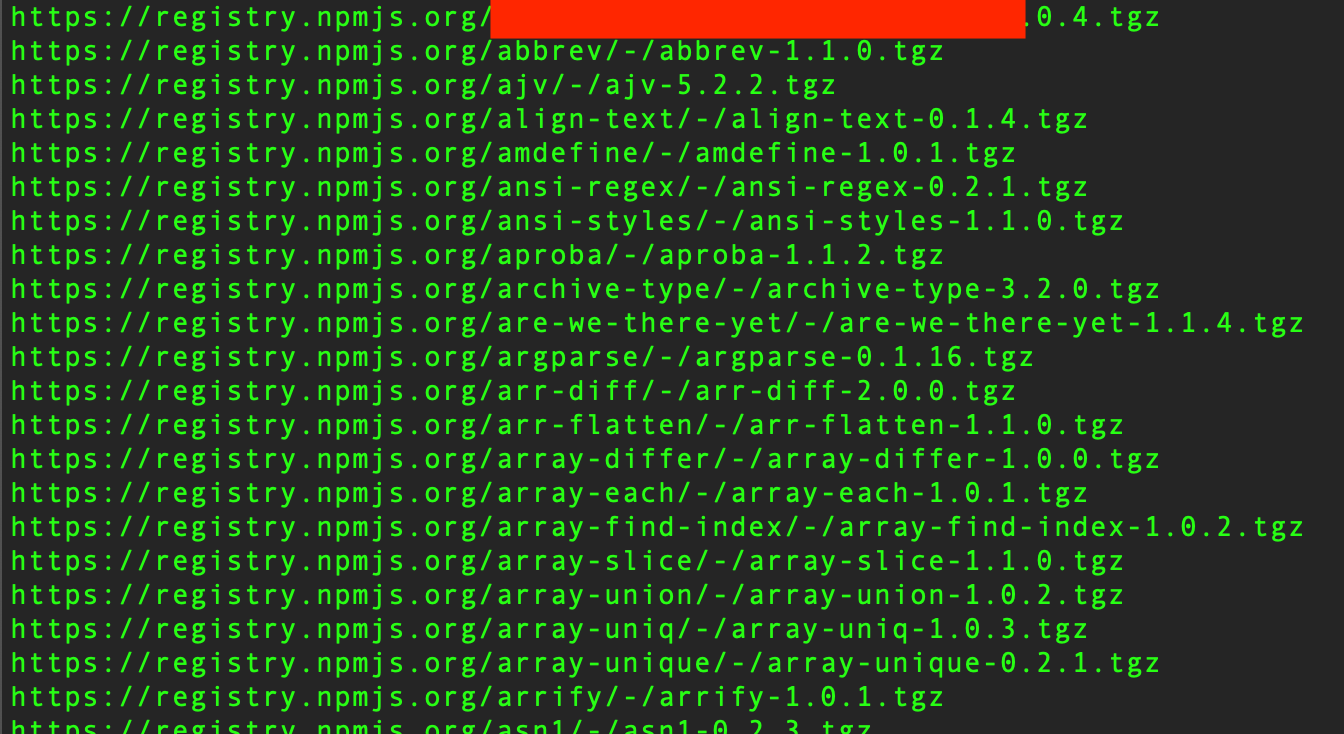 https://registry.npmjs.org/ .0.4.tgz
https://registry.npmjs.org/abbrev/-/abbrev-1.1.0.tgz
https://registry.npmjs.org/ajv/-/ajv-5.2.2.tgz
https://registry.npmjs.org/align-text/-/align-text-0.1.4.tgz
https://registry.npmjs.org/amdefine/-/amdefine-1.0.1.tgz
https://registry.npmjs.org/ansi-regex/-/ansi-regex-0.2.1.tgz
https://registry.npmjs.org/ansi-styles/-/ansi-styles-1.1.0.tgz
https://registry.npmjs.org/aproba/-/aproba-1.1.2.tgz
https://registry.npmjs.org/archive-type/-/archive-type-3.2.0.tgz
https://registry.npmjs.org/are-we-there-yet/-/are-we-there-yet-1.1.4.tgz
https://registry.npmjs.org/argparse/-/argparse-0.1.16.tgz
https://registry.npmjs.org/arr-diff/-/arr-diff-2.0.0.tgz
https://registry.npmjs.org/arr-flatten/-/arr-flatten-1.1.0.tgz
https://registry.npmjs.org/array-differ/-/array-differ-1.0.0.tgz
https://registry.npmjs.org/array-each/-/array-each-1.0.1.tgz
https://registry.npmjs.org/array-find-index/-/array-find-index-1.0.2.tgz
https://registry.npmjs.org/array-slice/-/array-slice-1.1.0.tgz
https://registry.npmjs.org/array-union/-/array-union-1.0.2.tgz
https://registry.npmjs.org/array-uniq/-/array-uniq-1.0.3.tgz
https://registry.npmjs.org/array-unique/-/array-unique-0.2.1.tgz
https://registry.npmjs.org/arrify/-/arrify-1.0.1.tgz
https://registry.npmjs.org/asn1/-/asn1-0.2.3.tgz